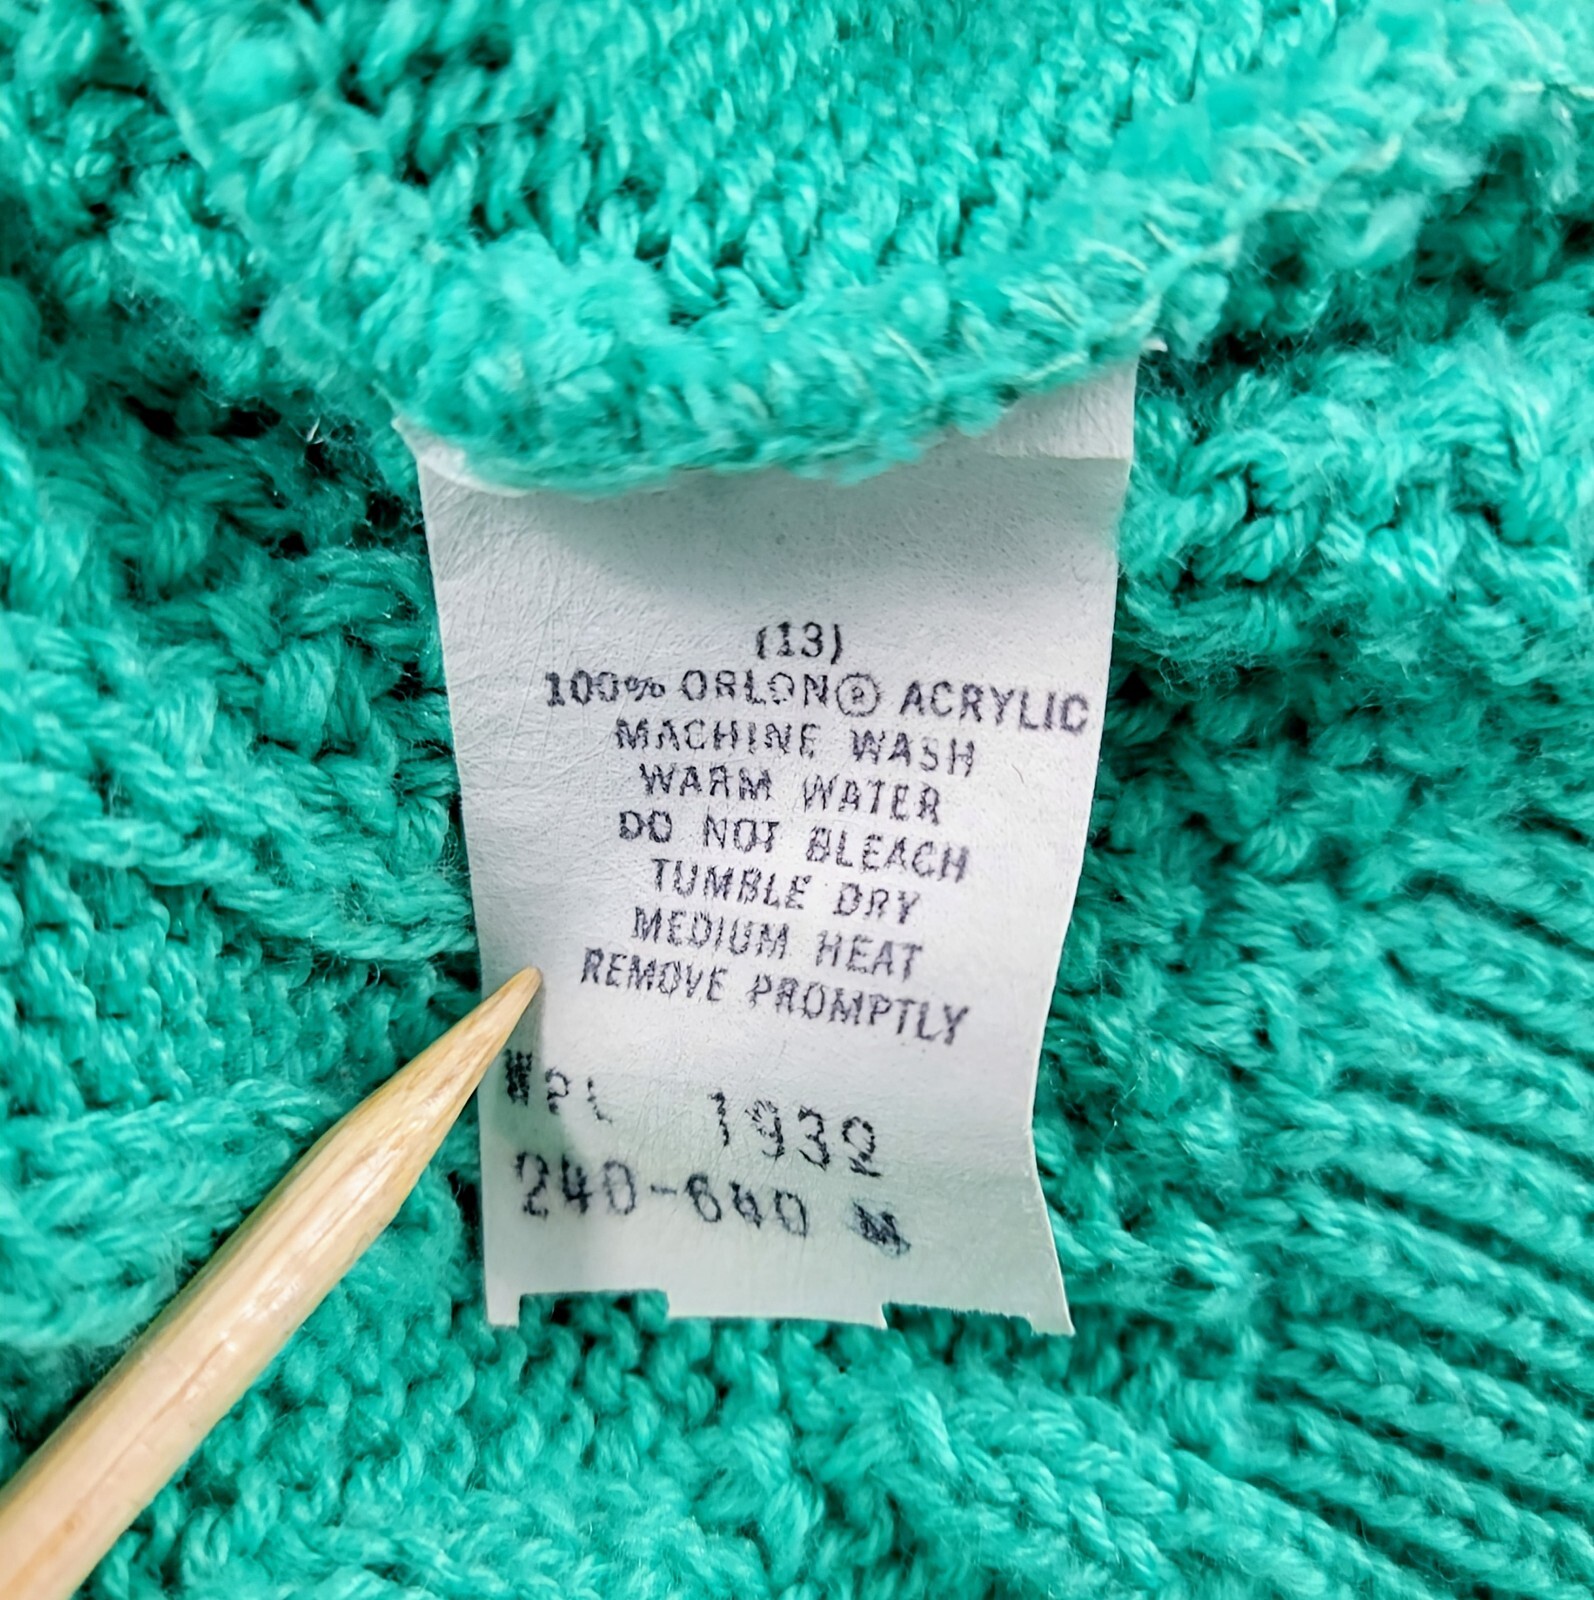 (13)
100% ORLON® ACRYLIC
MACHINE WASH
WARM WATER
DO NOT BLEACH
TUMBLE DRY
MEDIUM HEAT
REMOVE PROMPTLY
WPL 1932
240-640 M